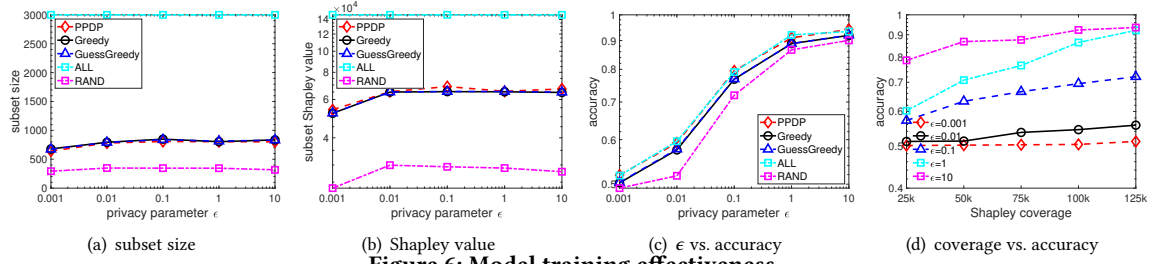 3000
2500
2000
1500
1000
500
0
subset size
PPDP
Greedy
GuessGreedy
ALL
RAND
0.001 0.01 0.1 1 10
privacy parameter ϵ
(a) subset size
×10⁴
14
10
8
6
4
subset Shapley value
PPDP
Greedy
GuessGreedy
ALL
RAND
0.001 0.01 0.1 1 10
privacy parameter ϵ
(b) Shapley value
1
0.9
0.8
0.7
0.6
0.5
accuracy
PPDP
Greedy
GuessGreedy
ALL
RAND
0.001 0.01 0.1 1 10
privacy parameter ϵ
(c) ϵ vs. accuracy
1
0.9
0.8
0.7
0.6
0.5
0.4
accuracy
ϵ=0.001
ϵ=0.01
ϵ=0.1
ϵ=1
ϵ=10
25k 50k 75k 100k 125k
Shapley coverage
(d) coverage vs. accuracy
Figure 6: Model training effectiveness